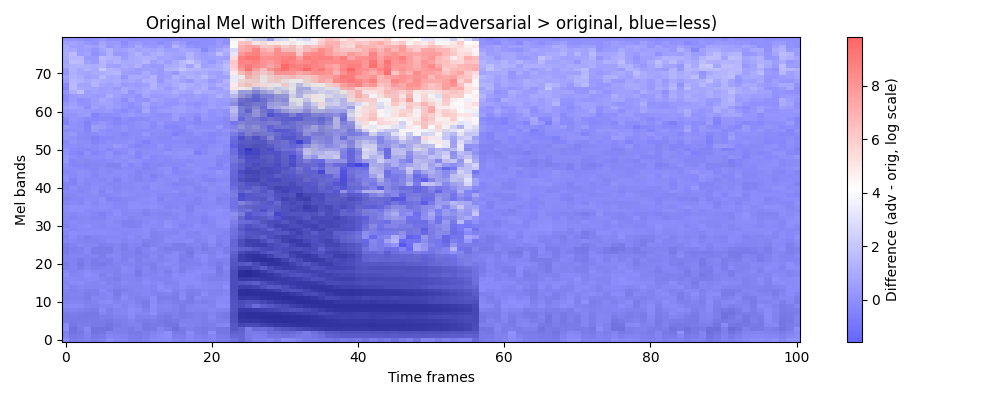 Original Mel with Differences (red=adversarial > original, blue=less)
Mel bands
70
60
50
40
30
20
10
0
0 20 40 60 80 100
Time frames
8
6
4
2
0
Difference (adv - orig, log scale)